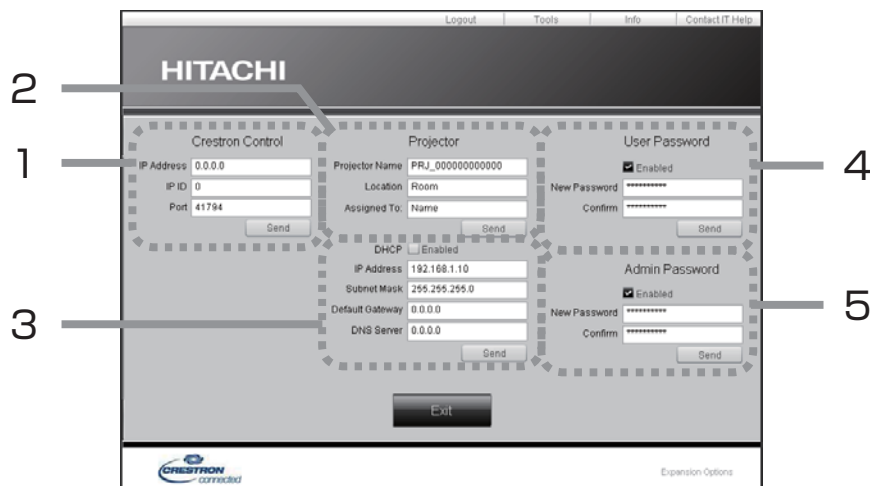 Logout Tools Info Contact IT Help
HITACHI
2
1
Crestron Control
IP Address 0.0.0.0
IP ID 0
Port 41794
Send
Projector
Projector Name PRJ_000000000000
Location Room
Assigned To: Name
Send
User Password
Enabled
New Password **********
Confirm **********
Send
4
3
DHCP Enabled
IP Address 192.168.1.10
Subnet Mask 255.255.255.0
Default Gateway 0.0.0.0
DNS Server 0.0.0.0
Send
Admin Password
Enabled
New Password **********
Confirm **********
Send
5
Exit
CRESTRON
connected
Expansion Options